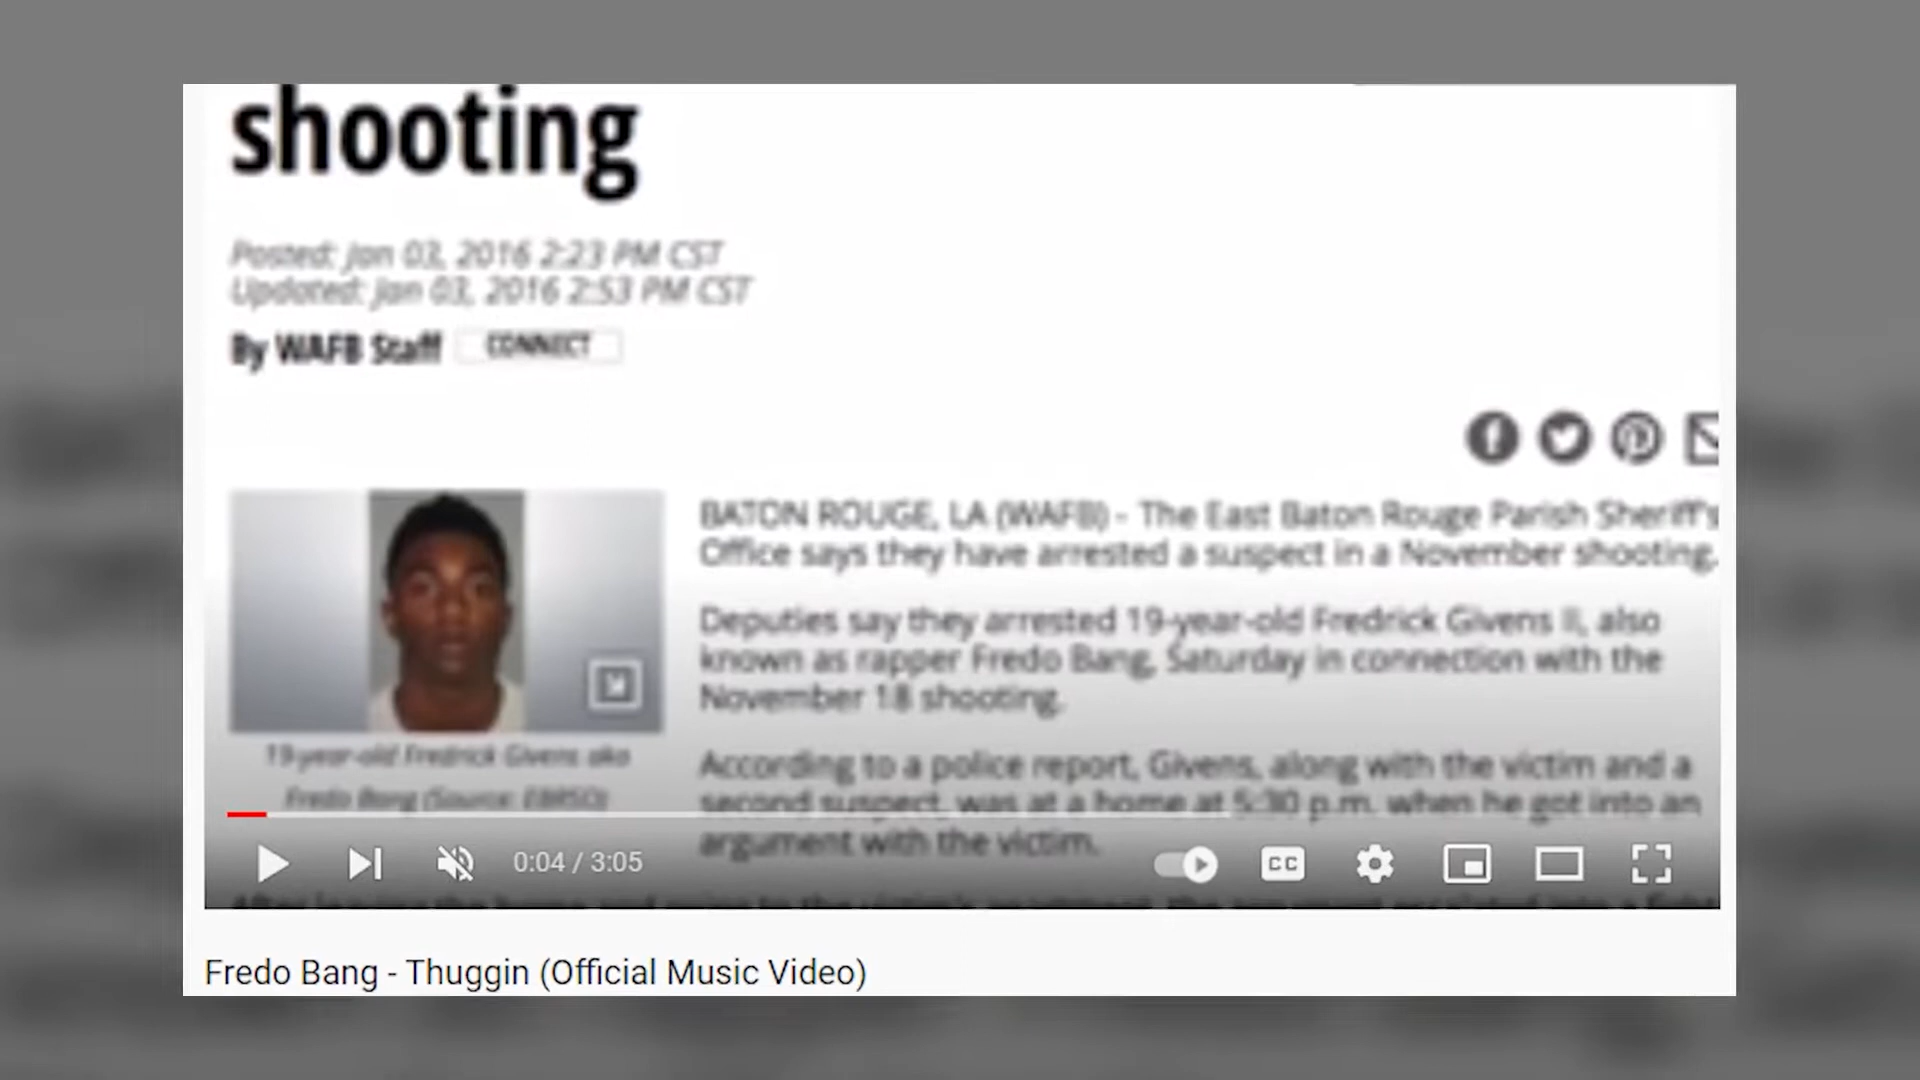 shooting
Posted: Jan 03, 2016 2:23 PM CST
Updated: Jan 03, 2016 2:53 PM CST
By WAFB Staff CONNECT
BATON ROUGE, LA (WAFB) - The East Baton Rouge Parish Sheriff's
Office says they have arrested a suspect in a November shooting.
Deputies say they arrested 19-year-old Fredrick Givens II, also
known as rapper Fredo Bang, Saturday in connection with the
November 18 shooting.
19-year-old Fredrick Givens aka
Fredo Bang (Source: EBRSO)
According to a police report, Givens, along with the victim and a
second suspect, was at a home at 5:30 p.m. when he got into an
argument with the victim.
0:04 / 3:05
CC
Fredo Bang - Thuggin (Official Music Video)